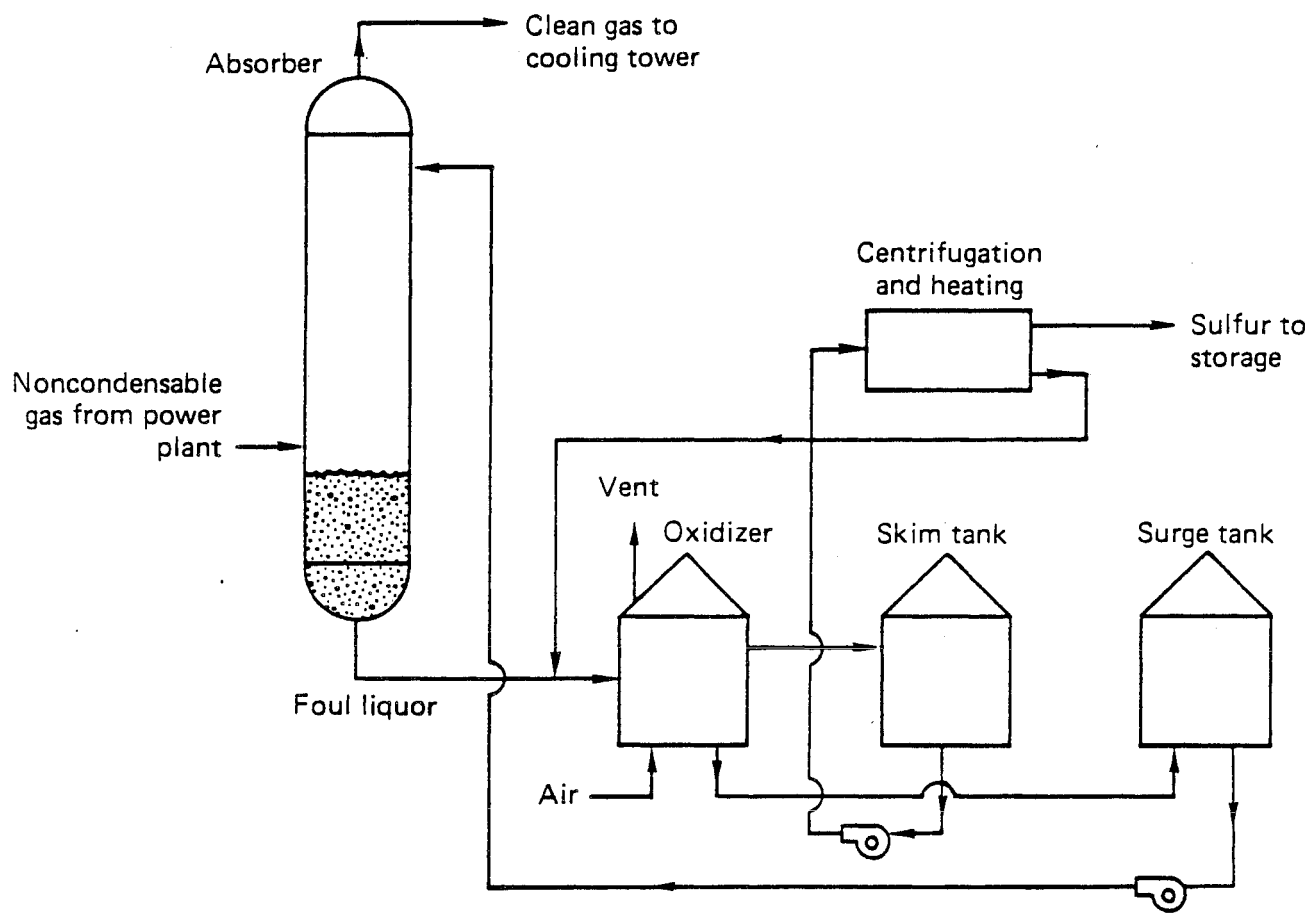 Clean gas to
cooling tower
Absorber
Centrifugation
and heating
Sulfur to
storage
Noncondensable
gas from power
plant
Vent
Oxidizer
Skim tank
Surge tank
Foul liquor
Air